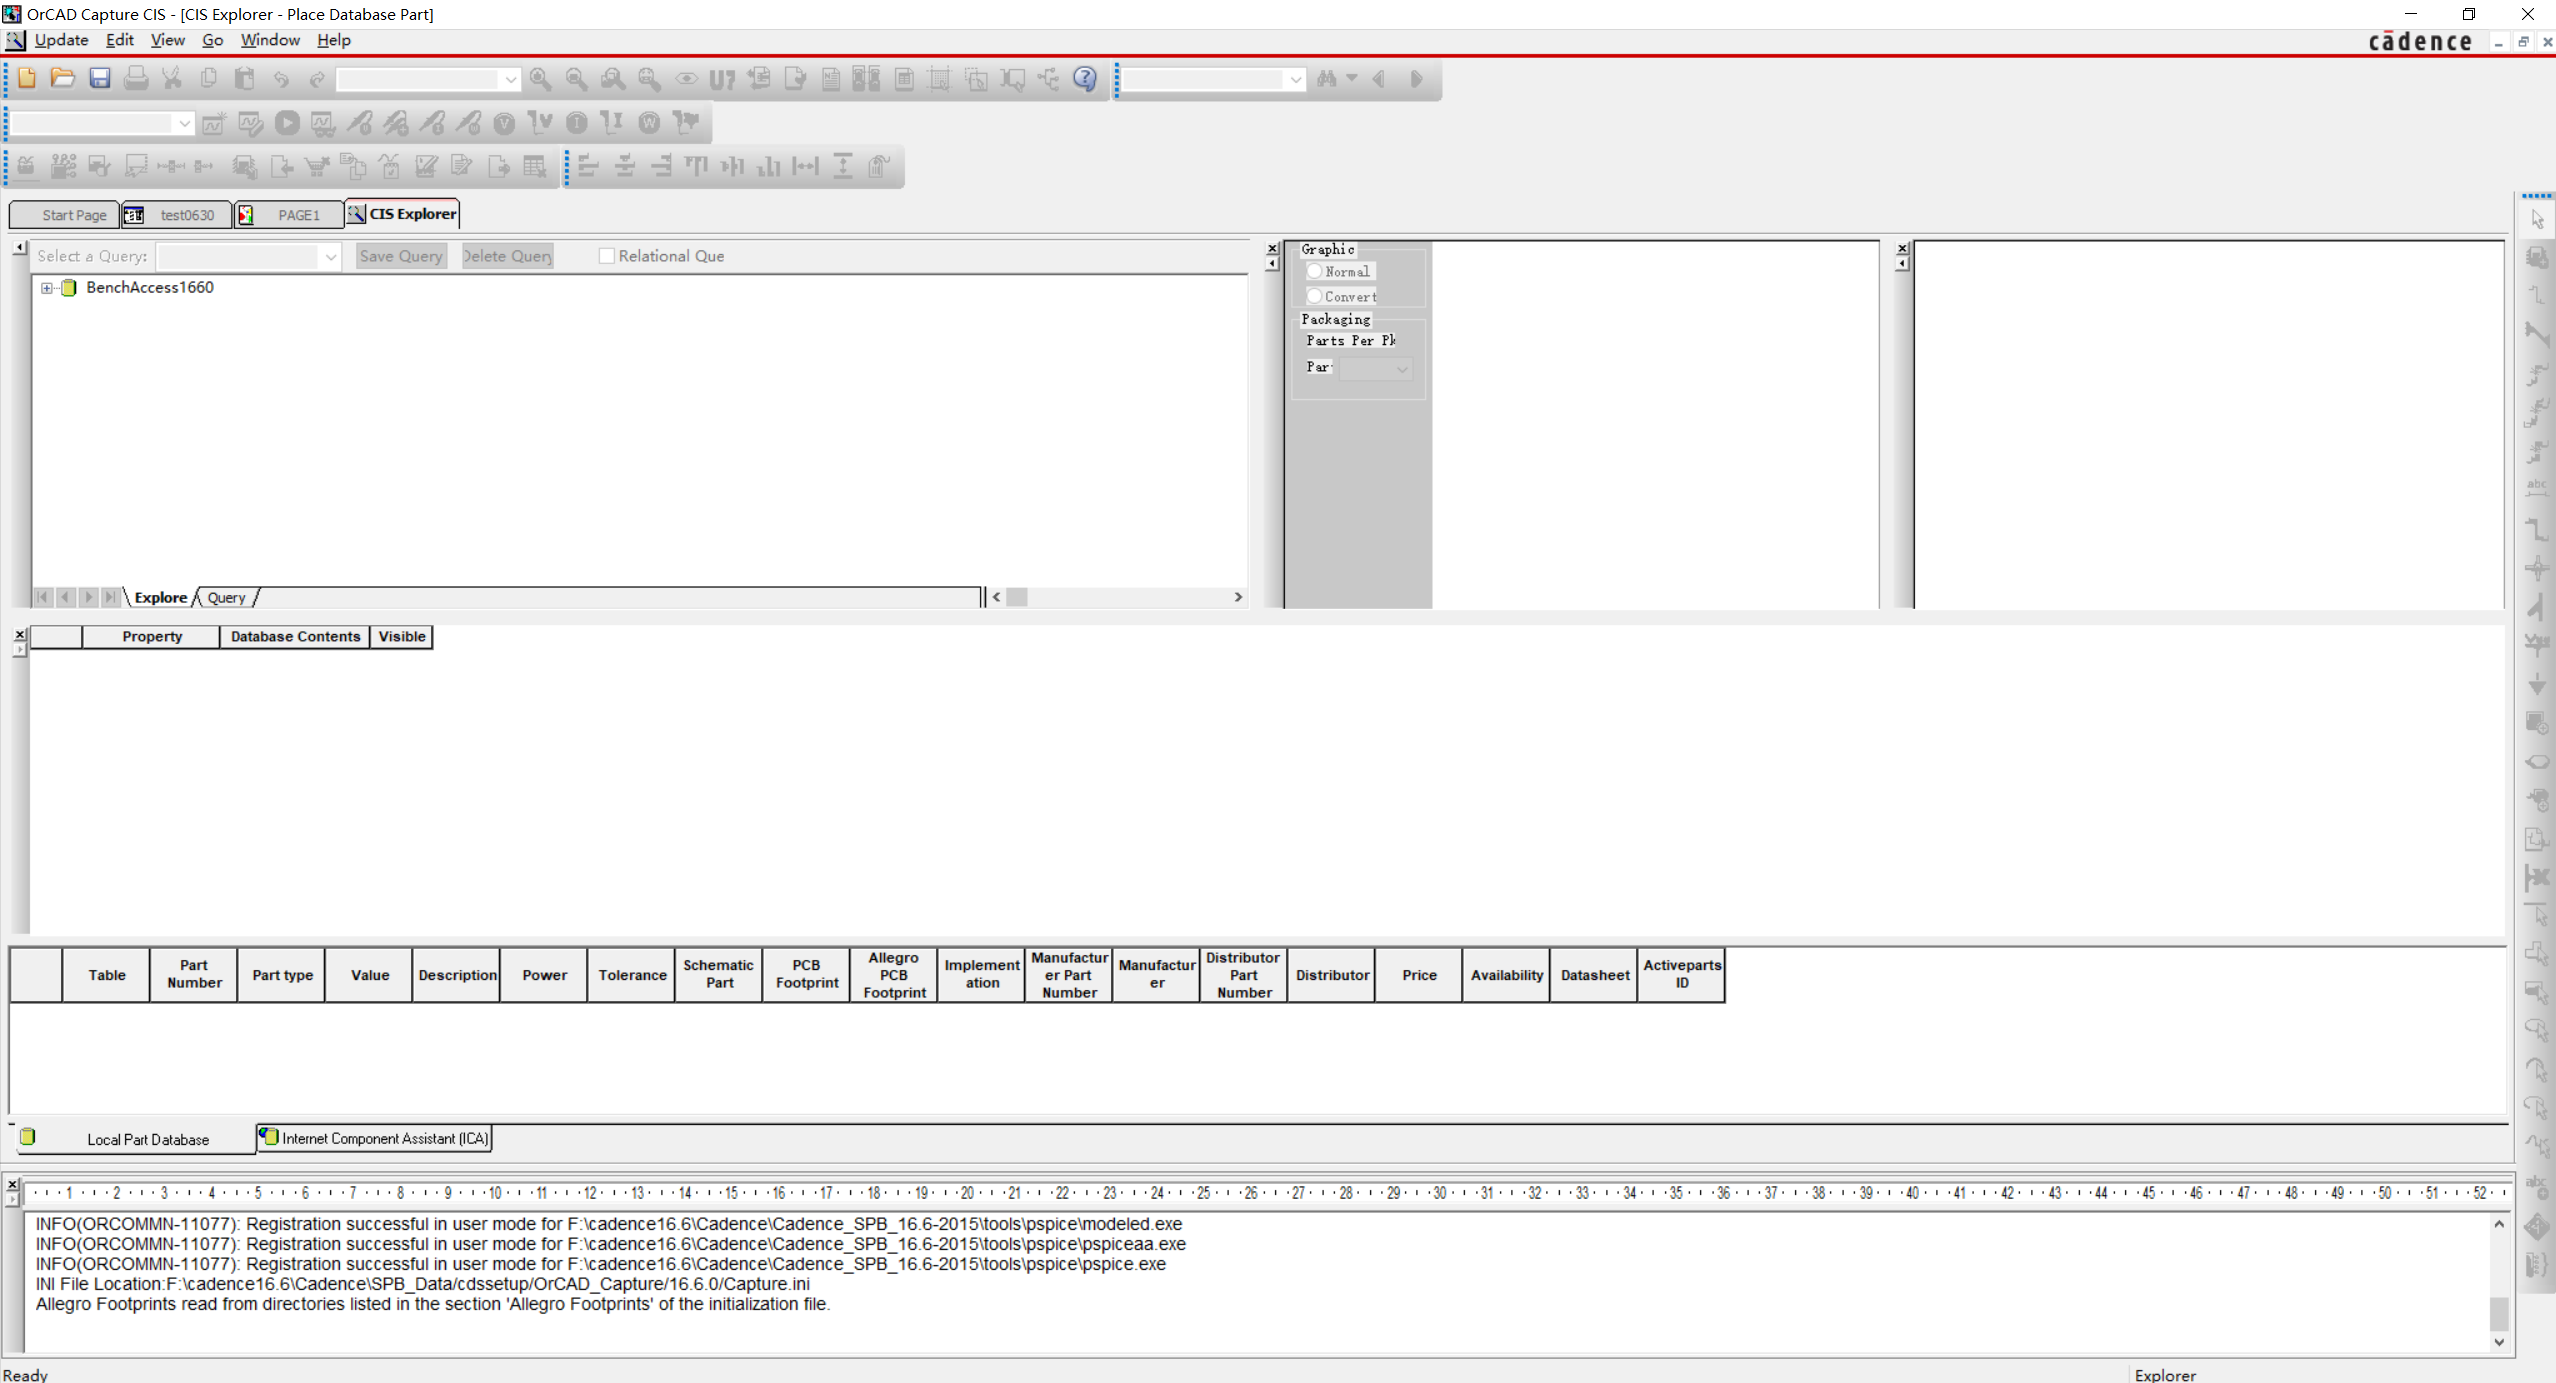 OrCAD Capture CIS - [CIS Explorer - Place Database Part]
Update Edit View Go Window Help
cādence
U?
V V I I W
Start Page test0630 PAGE1 CIS Explorer
Select a Query: Save Query Delete Query Relational Que
BenchAccess1660
Explore Query
Graphic
Normal
Convert
Packaging
Parts Per Pk
Par
abc
Property Database Contents Visible
Table Part Number Part type Value Description Power Tolerance Schematic Part PCB Footprint Allegro PCB Footprint Implement ation Manufactur er Part Number Manufactur er Distributor Part Number Distributor Price Availability Datasheet Activeparts ID
Local Part Database Internet Component Assistant (ICA)
1 2 3 4 5 6 7 8 9 10 11 12 13 14 15 16 17 18 19 20 21 22 23 24 25 26 27 28 29 30 31 32 33 34 35 36 37 38 39 40 41 42 43 44 45 46 47 48 49 50 51 52
abc
INFO(ORCOMMN-11077): Registration successful in user mode for F:\cadence16.6\Cadence\Cadence_SPB_16.6-2015\tools\pspice\modeled.exe
INFO(ORCOMMN-11077): Registration successful in user mode for F:\cadence16.6\Cadence\Cadence_SPB_16.6-2015\tools\pspice\pspiceaa.exe
INFO(ORCOMMN-11077): Registration successful in user mode for F:\cadence16.6\Cadence\Cadence_SPB_16.6-2015\tools\pspice\pspice.exe
INI File Location:F:\cadence16.6\Cadence\SPB_Data/cdssetup/OrCAD_Capture/16.6.0/Capture.ini
Allegro Footprints read from directories listed in the section 'Allegro Footprints' of the initialization file.
Ready Explorer